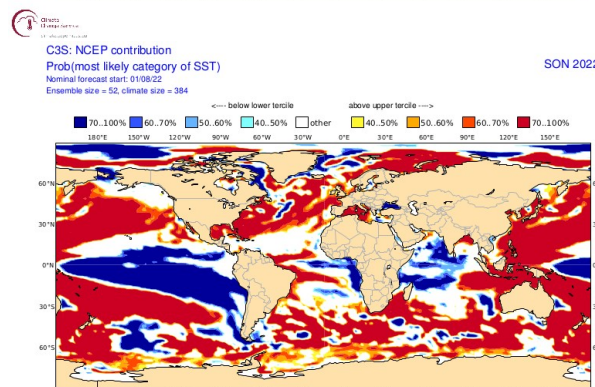 Climate
Change Service
C3S: NCEP contribution
Prob(most likely category of SST)
SON 2022
Nominal forecast start: 01/08/22
Ensemble size = 52, climate size = 384
<---- below lower tercile above upper tercile ---->
70..100% 60..70% 50..60% 40..50% other 40..50% 50..60% 60..70% 70..100%
180°E 150°W 120°W 90°W 60°W 30°W 0°E 30°E 60°E 90°E 120°E 150°E
60°N
30°N
0°N
30°S
60°S